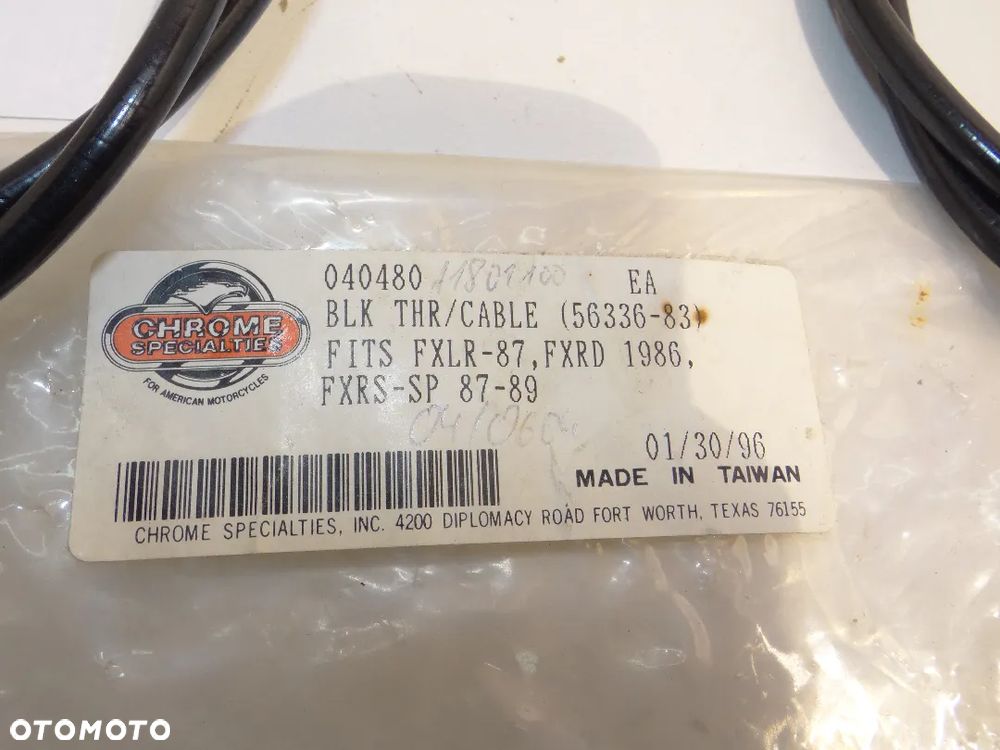 040480 11801100 EA
BLK THR/CABLE (56336-83)
FITS FXLR-87,FXRD 1986,
FXRS-SP 87-89
CHROME
SPECIALTIES
FOR AMERICAN MOTORCYCLES
01/30/96
MADE IN TAIWAN
CHROME SPECIALTIES, INC. 4200 DIPLOMACY ROAD FORT WORTH, TEXAS 76155
OTOMOTO